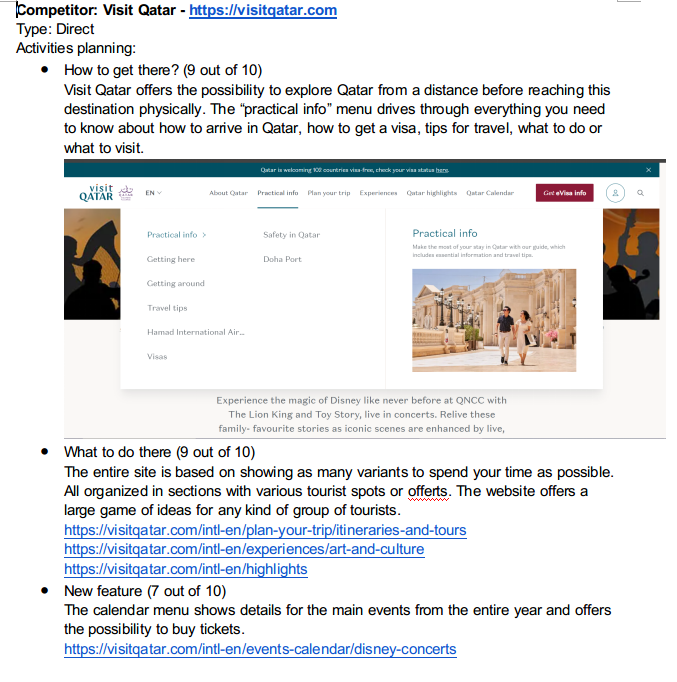 Competitor: Visit Qatar - https://visitqatar.com
Type: Direct
Activities planning:
● How to get there? (9 out of 10)
Visit Qatar offers the possibility to explore Qatar from a distance before reaching this
destination physically. The “practical info” menu drives through everything you need
to know about how to arrive in Qatar, how to get a visa, tips for travel, what to do or
what to visit.
Qatar is welcoming 102 countries visa-free, check your visa status here.
visit QATAR
EN
About Qatar Practical info Plan your trip Experiences Qatar highlights Qatar Calendar Get eVisa info
Practical info > Safety in Qatar
Getting here Doha Port
Getting around
Travel tips
Hamad International Air...
Visas
Practical info
Make the most of your stay in Qatar with our guide, which
includes essential information and travel tips.
Experience the magic of Disney like never before at QNCC with
The Lion King and Toy Story, live in concerts. Relive these
family- favourite stories as iconic scenes are enhanced by live,
● What to do there (9 out of 10)
The entire site is based on showing as many variants to spend your time as possible.
All organized in sections with various tourist spots or offerts. The website offers a
large game of ideas for any kind of group of tourists.
https://visitqatar.com/intl-en/plan-your-trip/itineraries-and-tours
https://visitqatar.com/intl-en/experiences/art-and-culture
https://visitqatar.com/intl-en/highlights
● New feature (7 out of 10)
The calendar menu shows details for the main events from the entire year and offers
the possibility to buy tickets.
https://visitqatar.com/intl-en/events-calendar/disney-concerts